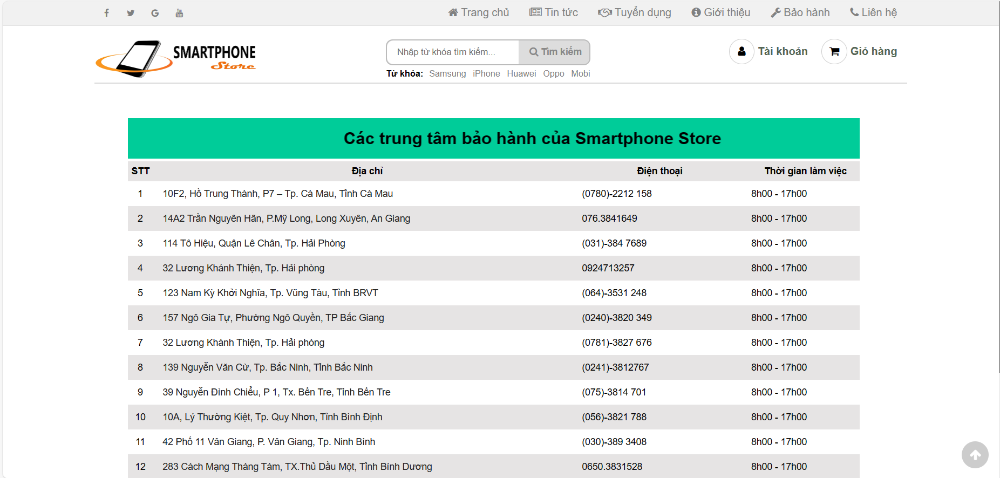 Trang chủ Tin tức Tuyển dụng Giới thiệu Bảo hành Liên hệ
SMARTPHONE
Store
Nhập từ khóa tìm kiếm... Tìm kiếm
Tài khoản Giỏ hàng
Từ khóa: Samsung iPhone Huawei Oppo Mobi
Các trung tâm bảo hành của Smartphone Store
STT Địa chỉ Điện thoại Thời gian làm việc
1 10F2, Hồ Trung Thành, P7 – Tp. Cà Mau, Tỉnh Cà Mau (0780)-2212 158 8h00 - 17h00
2 14A2 Trần Nguyên Hãn, P.Mỹ Long, Long Xuyên, An Giang 076.3841649 8h00 - 17h00
3 114 Tô Hiệu, Quận Lê Chân, Tp. Hải Phòng (031)-384 7689 8h00 - 17h00
4 32 Lương Khánh Thiện, Tp. Hải phòng 0924713257 8h00 - 17h00
5 123 Nam Kỳ Khởi Nghĩa, Tp. Vũng Tàu, Tỉnh BRVT (064)-3531 248 8h00 - 17h00
6 157 Ngô Gia Tự, Phường Ngô Quyền, TP Bắc Giang (0240)-3820 349 8h00 - 17h00
7 32 Lương Khánh Thiện, Tp. Hải phòng (0781)-3827 676 8h00 - 17h00
8 139 Nguyễn Văn Cừ, Tp. Bắc Ninh, Tỉnh Bắc Ninh (0241)-3812767 8h00 - 17h00
9 39 Nguyễn Đình Chiểu, P 1, Tx. Bến Tre, Tỉnh Bến Tre (075)-3814 701 8h00 - 17h00
10 10A, Lý Thường Kiệt, Tp. Quy Nhơn, Tỉnh Bình Định (056)-3821 788 8h00 - 17h00
11 42 Phố 11 Vân Giang, P. Vân Giang, Tp. Ninh Bình (030)-389 3408 8h00 - 17h00
12 283 Cách Mạng Tháng Tám, TX.Thủ Dầu Một, Tỉnh Bình Dương 0650.3831528 8h00 - 17h00